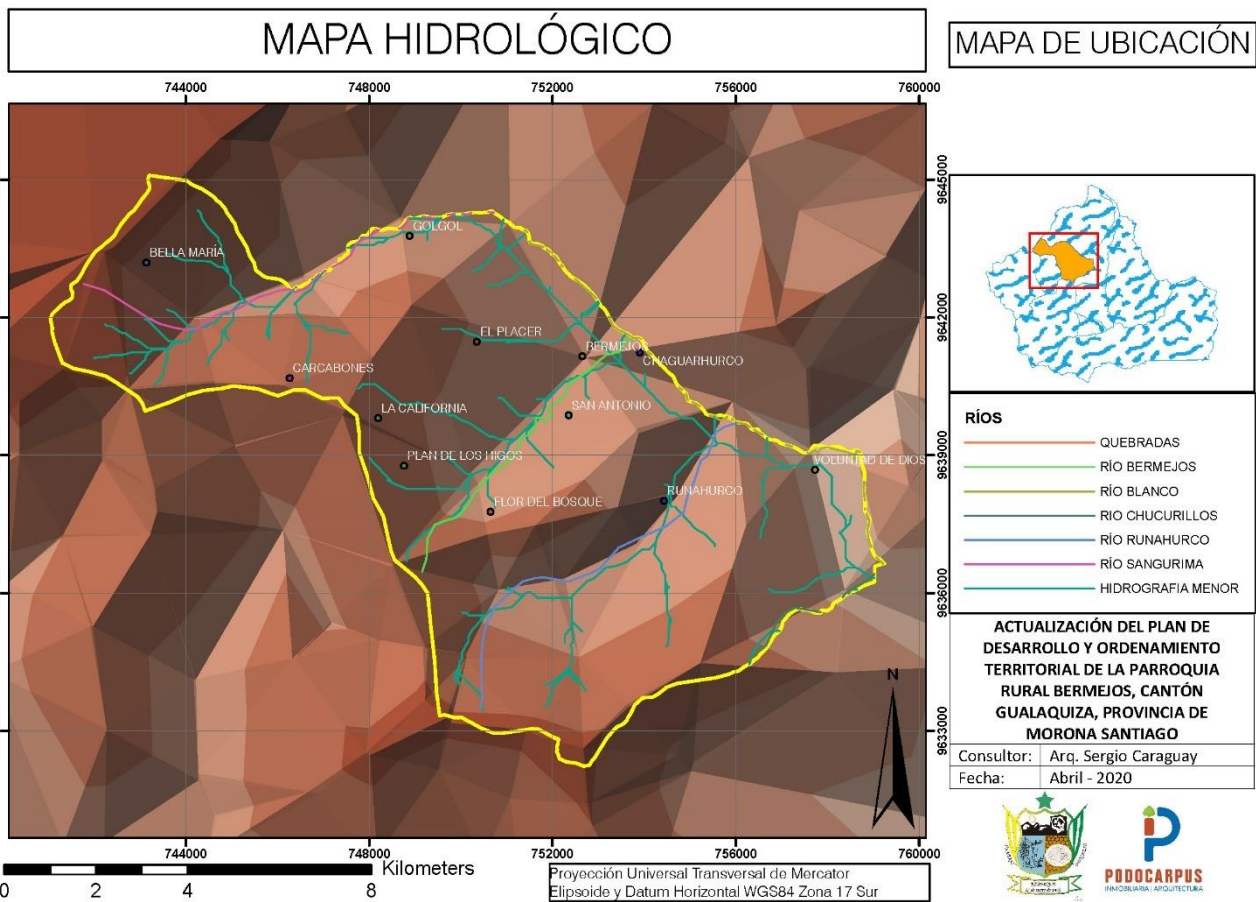 MAPA HIDROLÓGICO
MAPA DE UBICACIÓN
744000 748000 752000 756000 760000
9645000
9642000
9639000
9636000
9633000
GOLGOL
BELLA MARÍA
EL PLACER
BERMEJOS
CHAGUARHURCO
CARCABONES
LA CALIFORNIA
SAN ANTONIO
PLAN DE LOS HIGOS
VOLUNTAD DE DIOS
RUNAHURCO
FLOR DEL BOSQUE
N
744000 748000 752000 756000 760000
Kilometers
0 2 4 8
Proyección Universal Transversal de Mercator
Elipsoide y Datum Horizontal WGS84 Zona 17 Sur
RÍOS
QUEBRADAS
RÍO BERMEJOS
RÍO BLANCO
RIO CHUCURILLOS
RÍO RUNAHURCO
RÍO SANGURIMA
HIDROGRAFIA MENOR
ACTUALIZACIÓN DEL PLAN DE
DESARROLLO Y ORDENAMIENTO
TERRITORIAL DE LA PARROQUIA
RURAL BERMEJOS, CANTÓN
GUALAQUIZA, PROVINCIA DE
MORONA SANTIAGO
Consultor: Arq. Sergio Caraguay
Fecha: Abril - 2020
PODOCARPUS
INMOBILIARIA | ARQUITECTURA